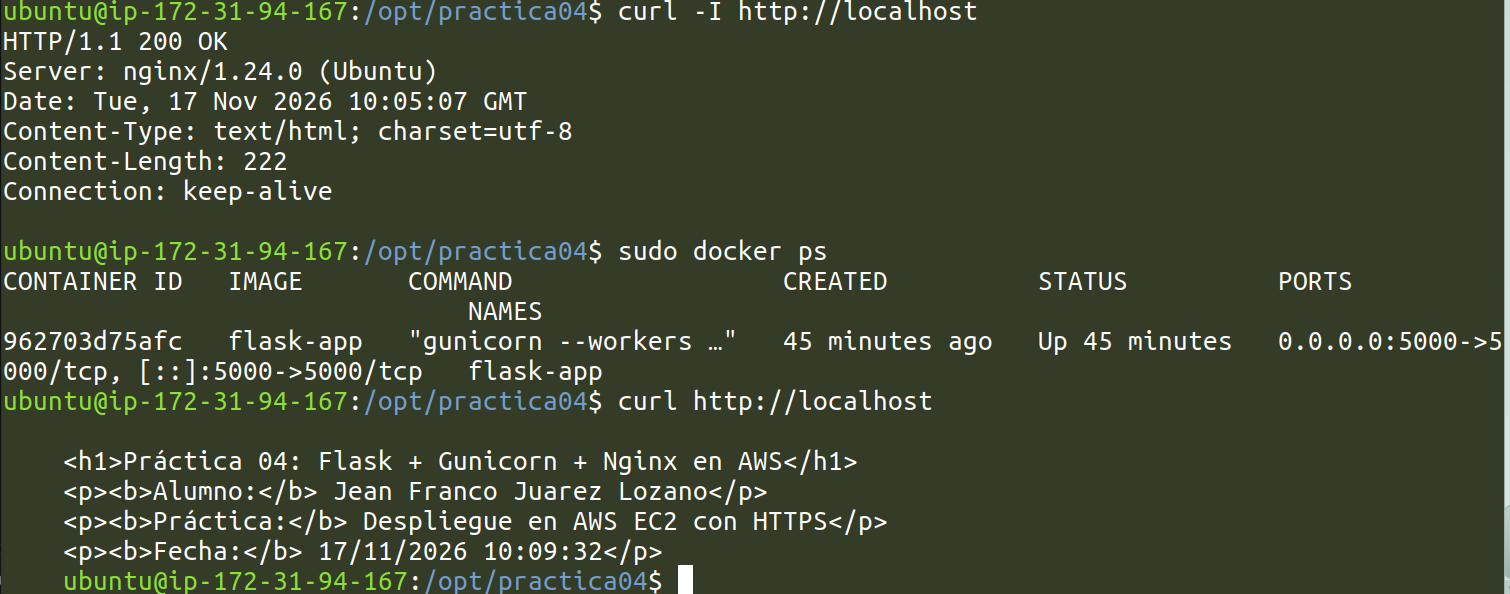 ubuntu@ip-172-31-94-167:/opt/practica04$ curl -I http://localhost
HTTP/1.1 200 OK
Server: nginx/1.24.0 (Ubuntu)
Date: Tue, 17 Nov 2026 10:05:07 GMT
Content-Type: text/html; charset=utf-8
Content-Length: 222
Connection: keep-alive

ubuntu@ip-172-31-94-167:/opt/practica04$ sudo docker ps
CONTAINER ID   IMAGE       COMMAND                  CREATED          STATUS          PORTS
                               NAMES
962703d75afc   flask-app   "gunicorn --workers …"   45 minutes ago   Up 45 minutes   0.0.0.0:5000->5
000/tcp, [::]:5000->5000/tcp   flask-app
ubuntu@ip-172-31-94-167:/opt/practica04$ curl http://localhost

    <h1>Práctica 04: Flask + Gunicorn + Nginx en AWS</h1>
    <p><b>Alumno:</b> Jean Franco Juarez Lozano</p>
    <p><b>Práctica:</b> Despliegue en AWS EC2 con HTTPS</p>
    <p><b>Fecha:</b> 17/11/2026 10:09:32</p>
    ubuntu@ip-172-31-94-167:/opt/practica04$